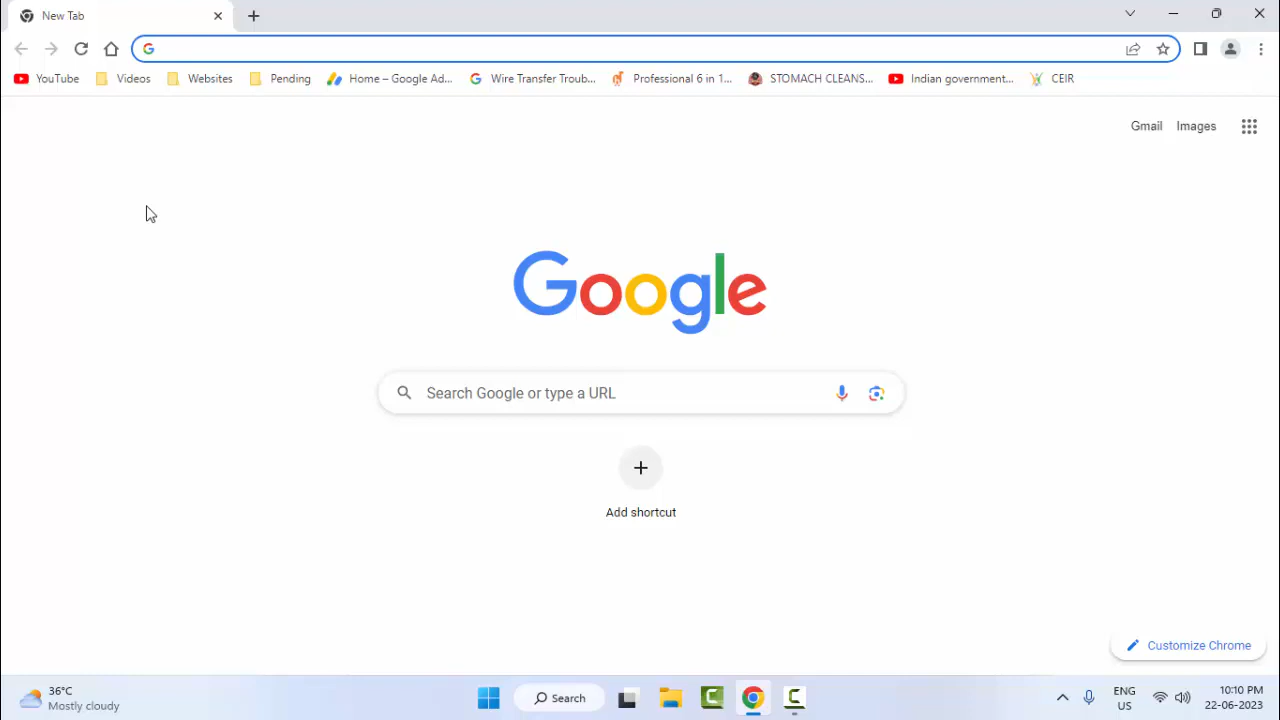 New Tab
YouTube Videos Websites Pending Home – Google Ad... Wire Transfer Troub... Professional 6 in 1... STOMACH CLEANS... Indian government... CEIR
Gmail Images
Google
Search Google or type a URL
Add shortcut
Customize Chrome
36°C
Mostly cloudy
Search
ENG
US
10:10 PM
22-06-2023